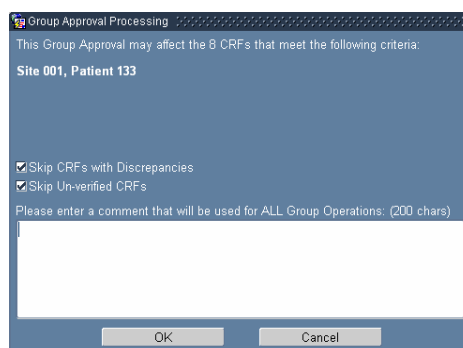 Group Approval Processing
This Group Approval may affect the 8 CRFs that meet the following criteria:
Site 001, Patient 133
Skip CRFs with Discrepancies
Skip Un-verified CRFs
Please enter a comment that will be used for ALL Group Operations: (200 chars)
OK Cancel